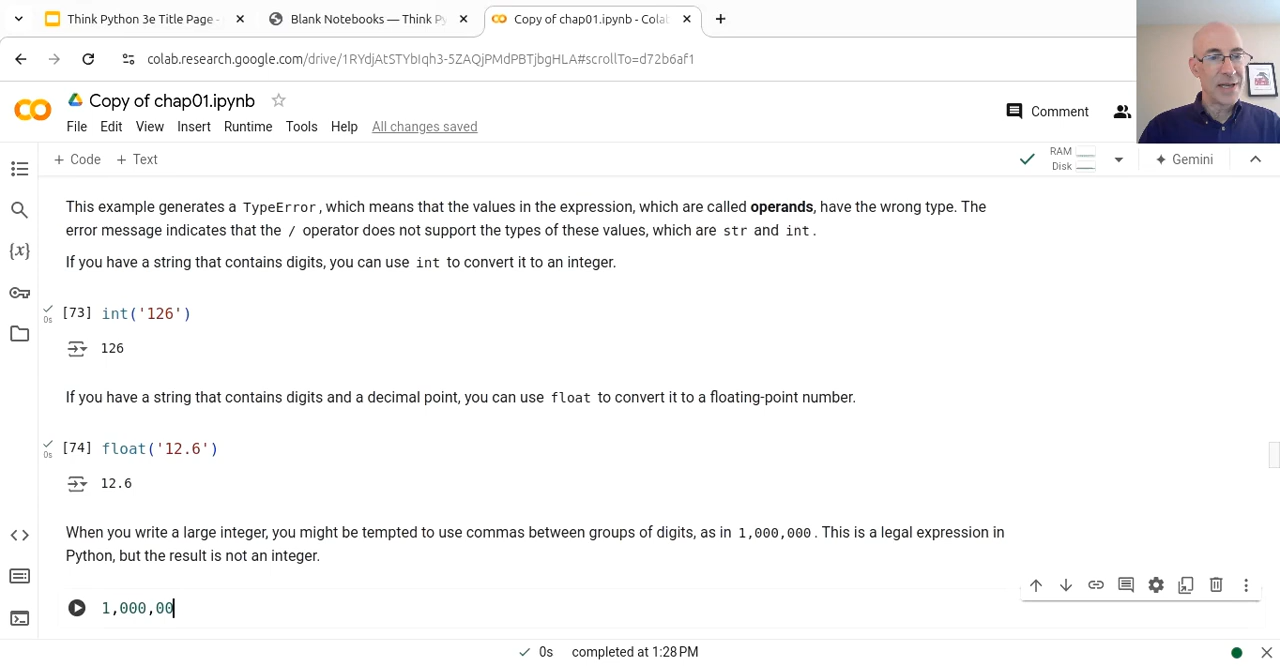 Think Python 3e Title Page -
Blank Notebooks — Think Py
Copy of chap01.ipynb - Colab
colab.research.google.com/drive/1RYdjAtSTYbIqh3-5ZAQjPMdPBTjbgHLA#scrollTo=d72b6af1
Copy of chap01.ipynb
Comment
File Edit View Insert Runtime Tools Help All changes saved
+ Code + Text
RAM
Disk
Gemini
This example generates a TypeError, which means that the values in the expression, which are called operands, have the wrong type. The
error message indicates that the / operator does not support the types of these values, which are str and int.
If you have a string that contains digits, you can use int to convert it to an integer.
0s
[73] int('126')
126
If you have a string that contains digits and a decimal point, you can use float to convert it to a floating-point number.
0s
[74] float('12.6')
12.6
When you write a large integer, you might be tempted to use commas between groups of digits, as in 1,000,000. This is a legal expression in
Python, but the result is not an integer.
1,000,00
0s completed at 1:28 PM